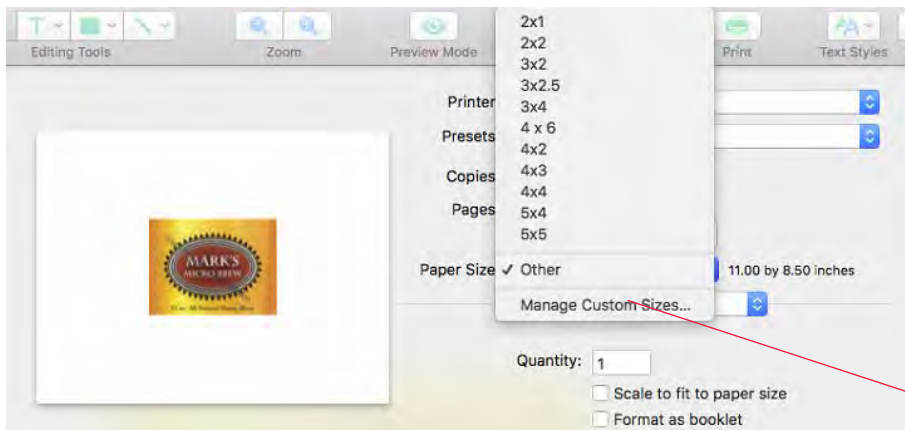 Editing Tools
Zoom
Preview Mode
Print
Text Styles
2x1
2x2
3x2
3x2.5
3x4
4 x 6
4x2
4x3
4x4
5x4
5x5
✓ Other
Manage Custom Sizes...
Printer
Presets
Copies
Pages
Paper Size
11.00 by 8.50 inches
Quantity: 1
Scale to fit to paper size
Format as booklet
MARK'S
MICRO BREW